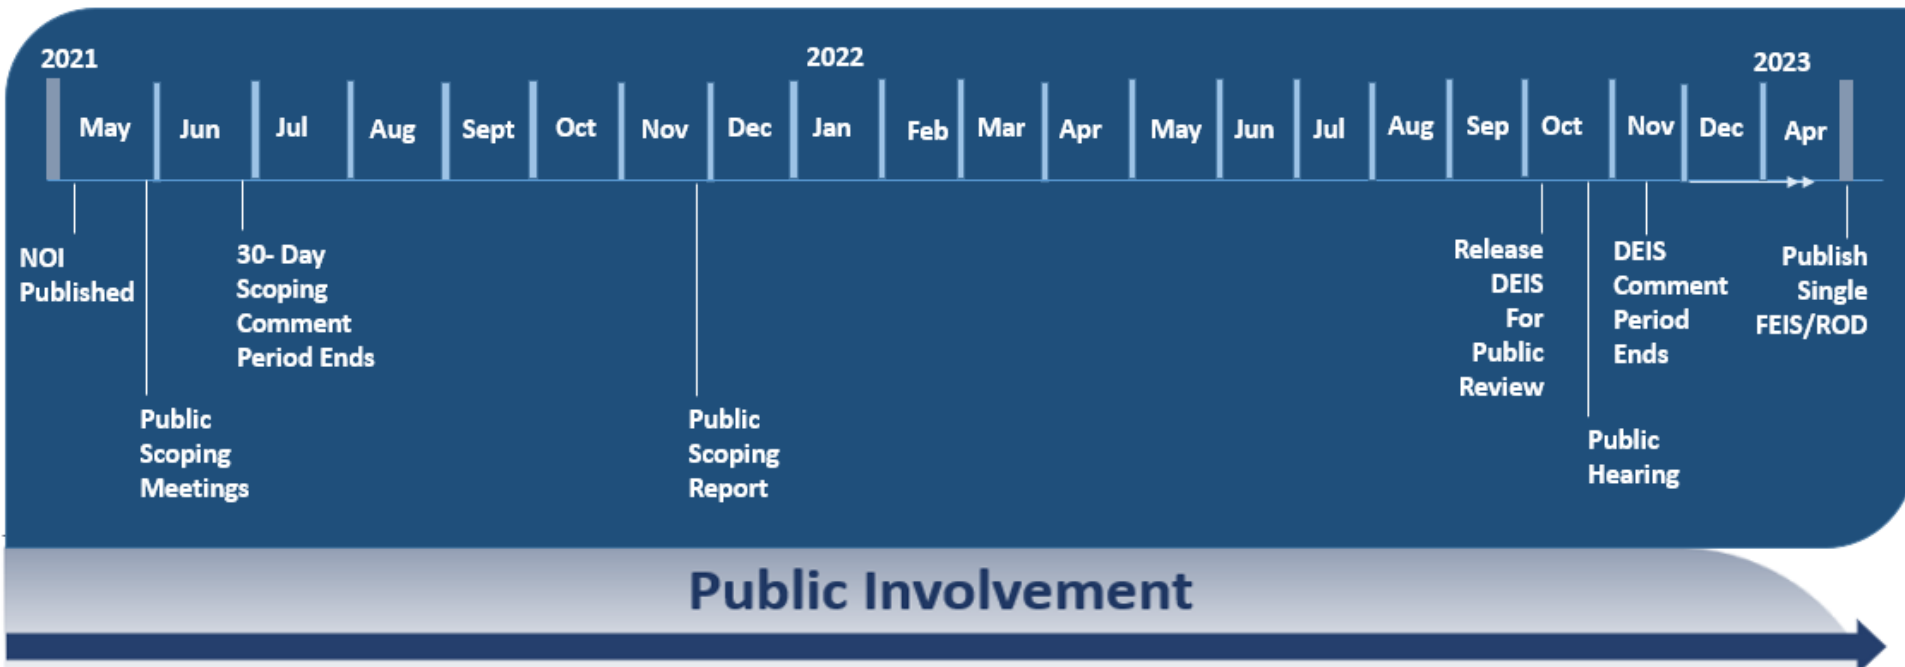 2021
2022
2023
May
Jun
Jul
Aug
Sept
Oct
Nov
Dec
Jan
Feb
Mar
Apr
May
Jun
Jul
Aug
Sep
Oct
Nov
Dec
Apr
NOI
Published
Public
Scoping
Meetings
30- Day
Scoping
Comment
Period Ends
Public
Scoping
Report
Release
DEIS
For
Public
Review
Public
Hearing
DEIS
Comment
Period
Ends
Publish
Single
FEIS/ROD
Public Involvement